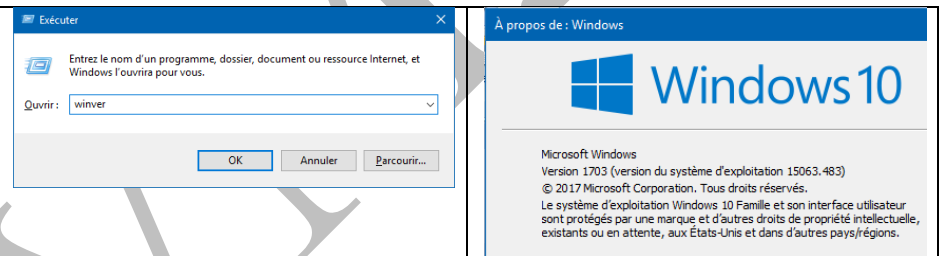 Exécuter
Entrez le nom d'un programme, dossier, document ou ressource Internet, et
Windows l'ouvrira pour vous.
Ouvrir : winver
OK Annuler Parcourir...
À propos de : Windows
Windows 10
Microsoft Windows
Version 1703 (version du système d'exploitation 15063.483)
© 2017 Microsoft Corporation. Tous droits réservés.
Le système d'exploitation Windows 10 Famille et son interface utilisateur
sont protégés par une marque et d'autres droits de propriété intellectuelle,
existants ou en attente, aux États-Unis et dans d'autres pays/régions.